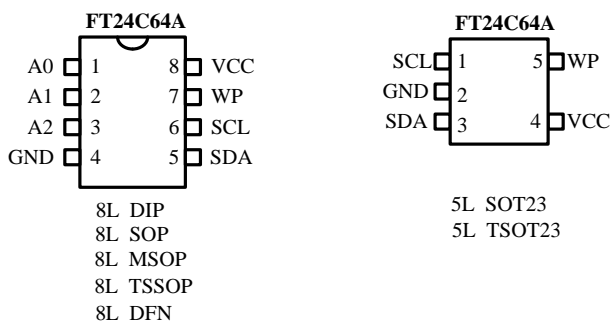 FT24C64A
A0 1 8 VCC
A1 2 7 WP
A2 3 6 SCL
GND 4 5 SDA
8L DIP
8L SOP
8L MSOP
8L TSSOP
8L DFN
FT24C64A
SCL 1 5 WP
GND 2
SDA 3 4 VCC
5L SOT23
5L TSOT23